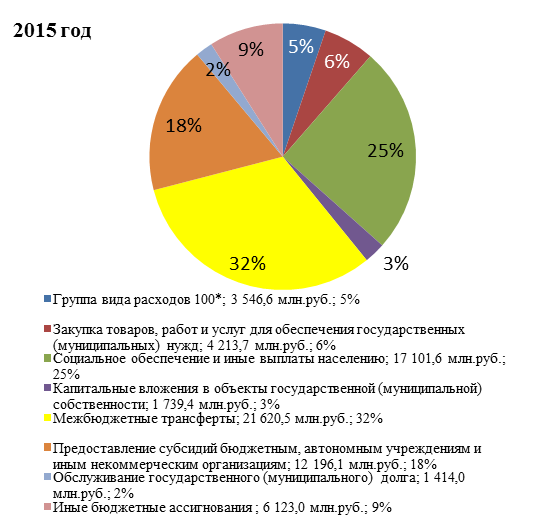 2015 год
5%
6%
25%
3%
32%
18%
2%
9%
Группа вида расходов 100*; 3 546,6 млн.руб.; 5%
Закупка товаров, работ и услуг для обеспечения государственных
(муниципальных) нужд; 4 213,7 млн.руб.; 6%
Социальное обеспечение и иные выплаты населению; 17 101,6 млн.руб.;
25%
Капитальные вложения в объекты государственной (муниципальной)
собственности; 1 739,4 млн.руб.; 3%
Межбюджетные трансферты; 21 620,5 млн.руб.; 32%
Предоставление субсидий бюджетным, автономным учреждениям и
иным некоммерческим организациям; 12 196,1 млн.руб.; 18%
Обслуживание государственного (муниципального) долга; 1 414,0
млн.руб.; 2%
Иные бюджетные ассигнования ; 6 123,0 млн.руб.; 9%